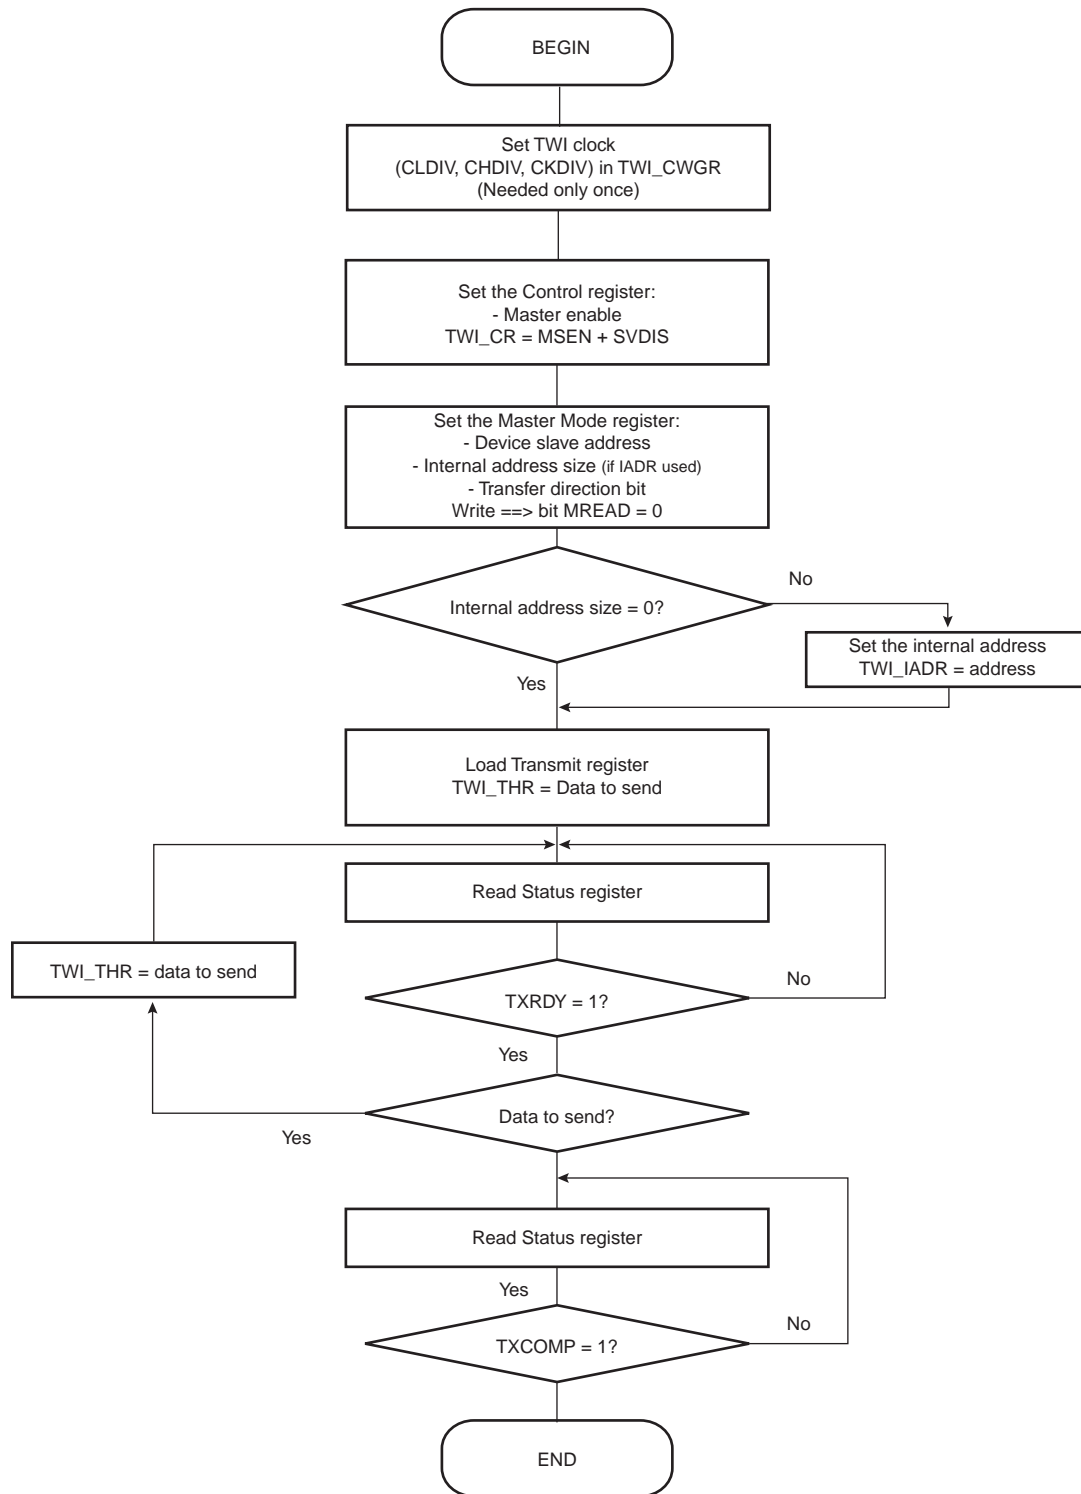 BEGIN
Set TWI clock
(CLDIV, CHDIV, CKDIV) in TWI_CWGR
(Needed only once)
Set the Control register:
- Master enable
TWI_CR = MSEN + SVDIS
Set the Master Mode register:
- Device slave address
- Internal address size (if IADR used)
- Transfer direction bit
Write ==> bit MREAD = 0
No
Internal address size = 0?
Set the internal address
TWI_IADR = address
Yes
Load Transmit register
TWI_THR = Data to send
Read Status register
TWI_THR = data to send
No
TXRDY = 1?
Yes
Data to send?
Yes
Read Status register
Yes
No
TXCOMP = 1?
END